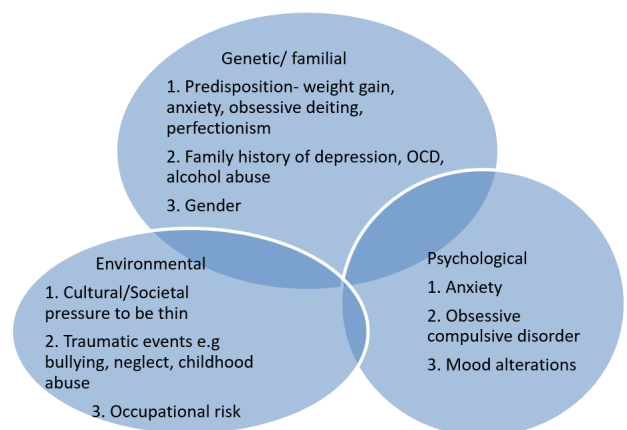 Genetic/ familial
1. Predisposition- weight gain,
anxiety, obsessive deiting,
perfectionism
2. Family history of depression, OCD,
alcohol abuse
3. Gender
Environmental
1. Cultural/Societal
pressure to be thin
2. Traumatic events e.g
bullying, neglect, childhood
abuse
3. Occupational risk
Psychological
1. Anxiety
2. Obsessive
compulsive disorder
3. Mood alterations